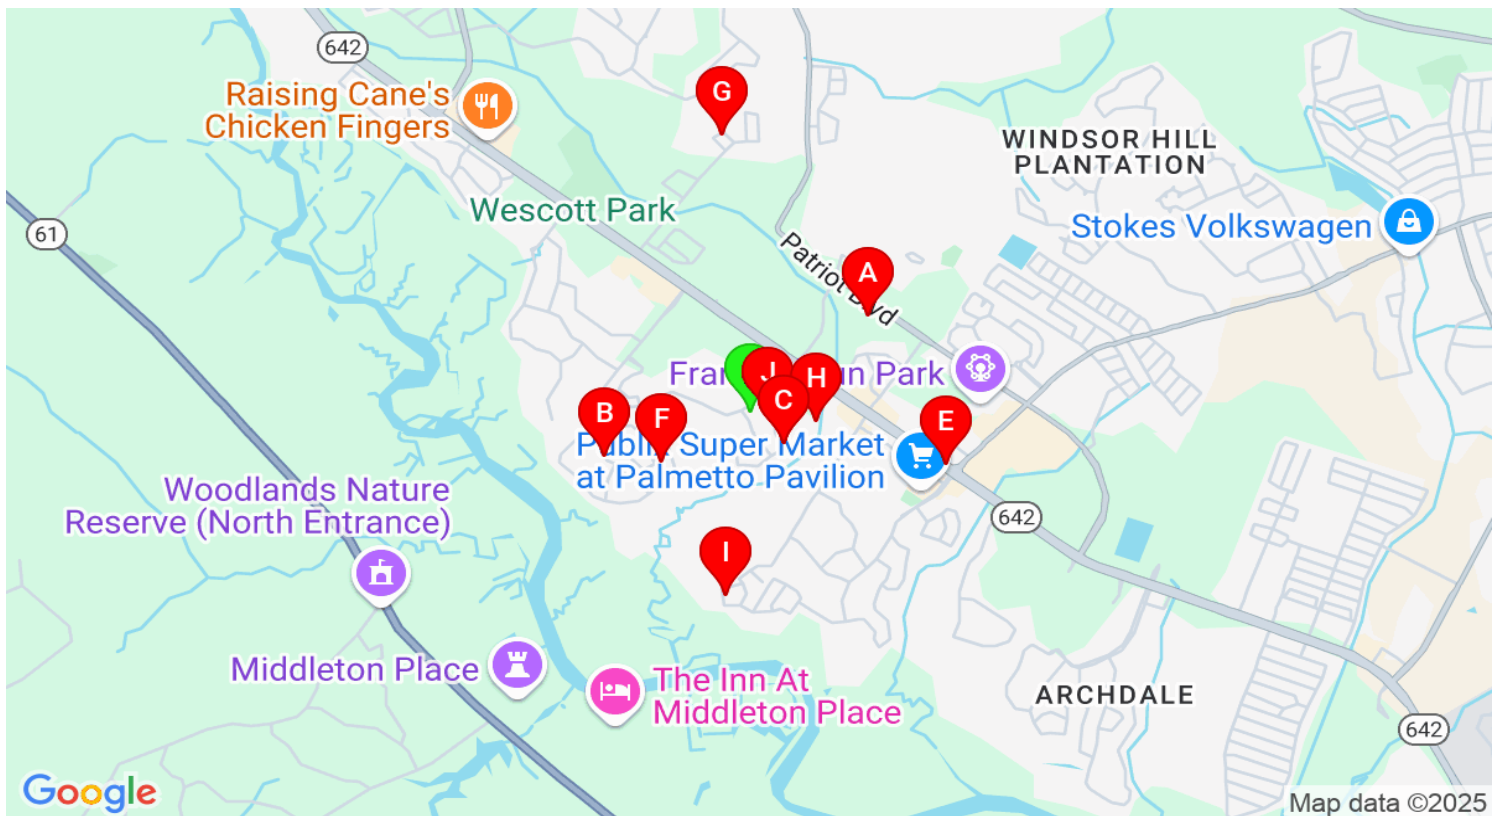 642
Raising Cane's
Chicken Fingers
G
WINDSOR HILL
PLANTATION
Wescott Park
Stokes Volkswagen
61
Patriot Blvd
A
J
H
Park
C
B
F
E
Super Market
at Palmetto Pavilion
Woodlands Nature
Reserve (North Entrance)
642
I
Middleton Place
The Inn At
Middleton Place
ARCHDALE
642
Google
Map data ©2025